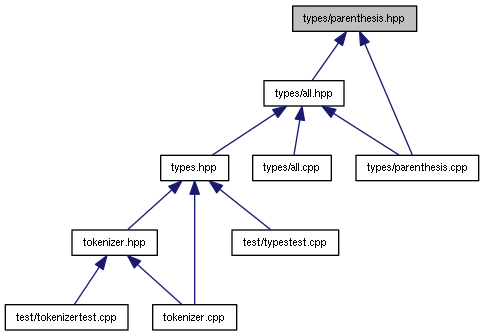 types/parenthesis.hpp
types/all.hpp
types.hpp
types/all.cpp
types/parenthesis.cpp
tokenizer.hpp
test/typestest.cpp
test/tokenizertest.cpp
tokenizer.cpp